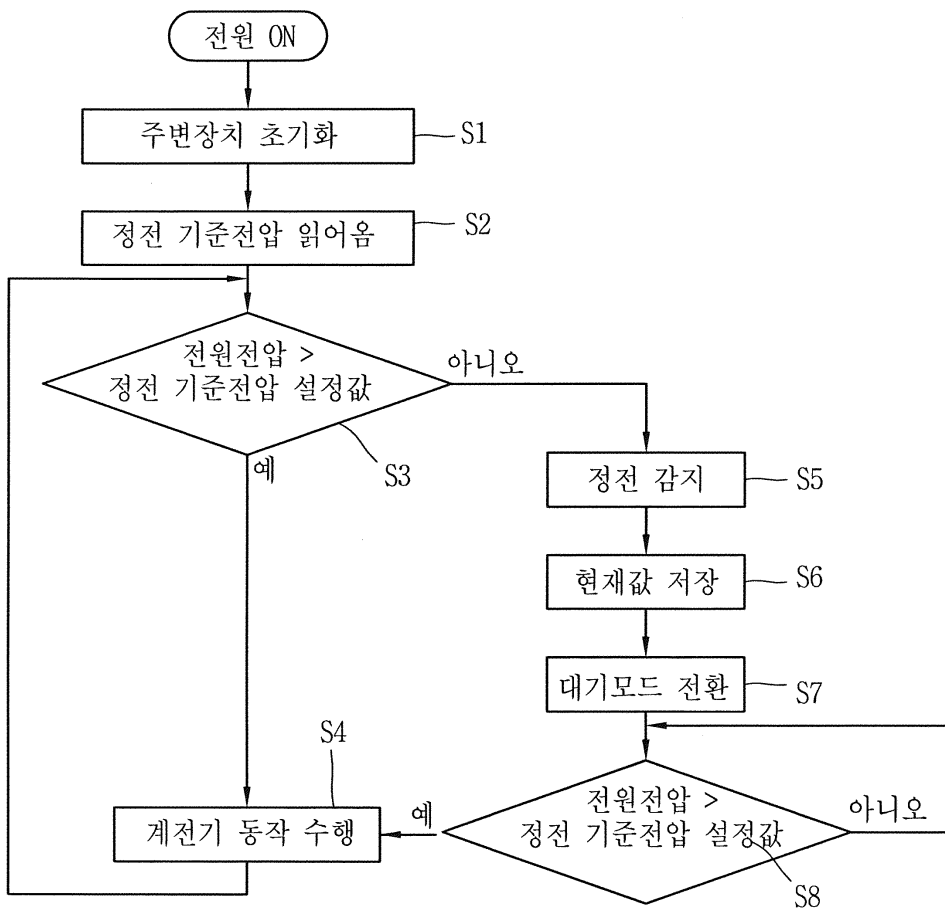 전원 ON
주변장치 초기화
S1
정전 기준전압 읽어옴
S2
전원전압 >
정전 기준전압 설정값
아니오
S3
예
정전 감지
S5
현재값 저장
S6
대기모드 전환
S7
S4
계전기 동작 수행
예
전원전압 >
정전 기준전압 설정값
아니오
S8